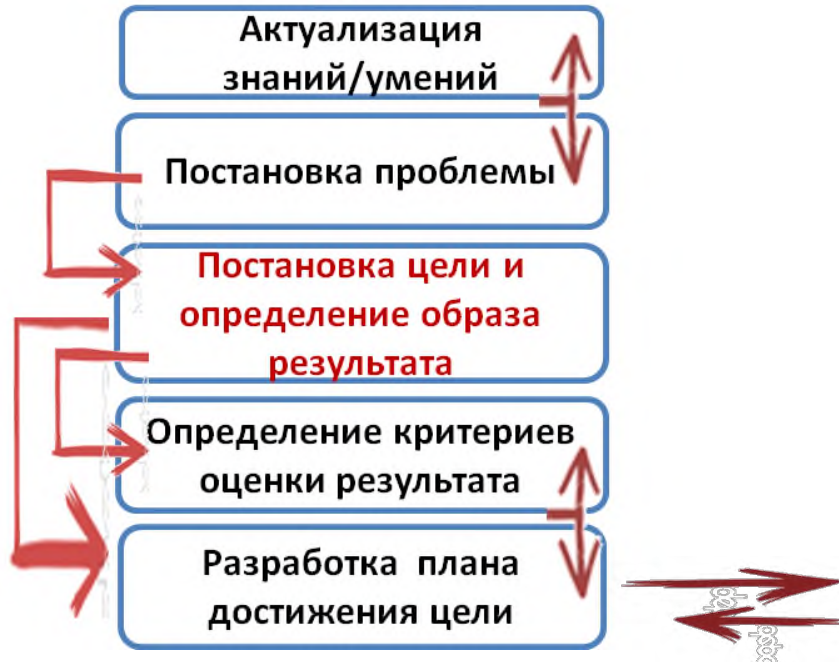 Актуализация
знаний/умений
Постановка проблемы
Постановка цели и
определение образа
результата
Определение критериев
оценки результата
Разработка плана
достижения цели